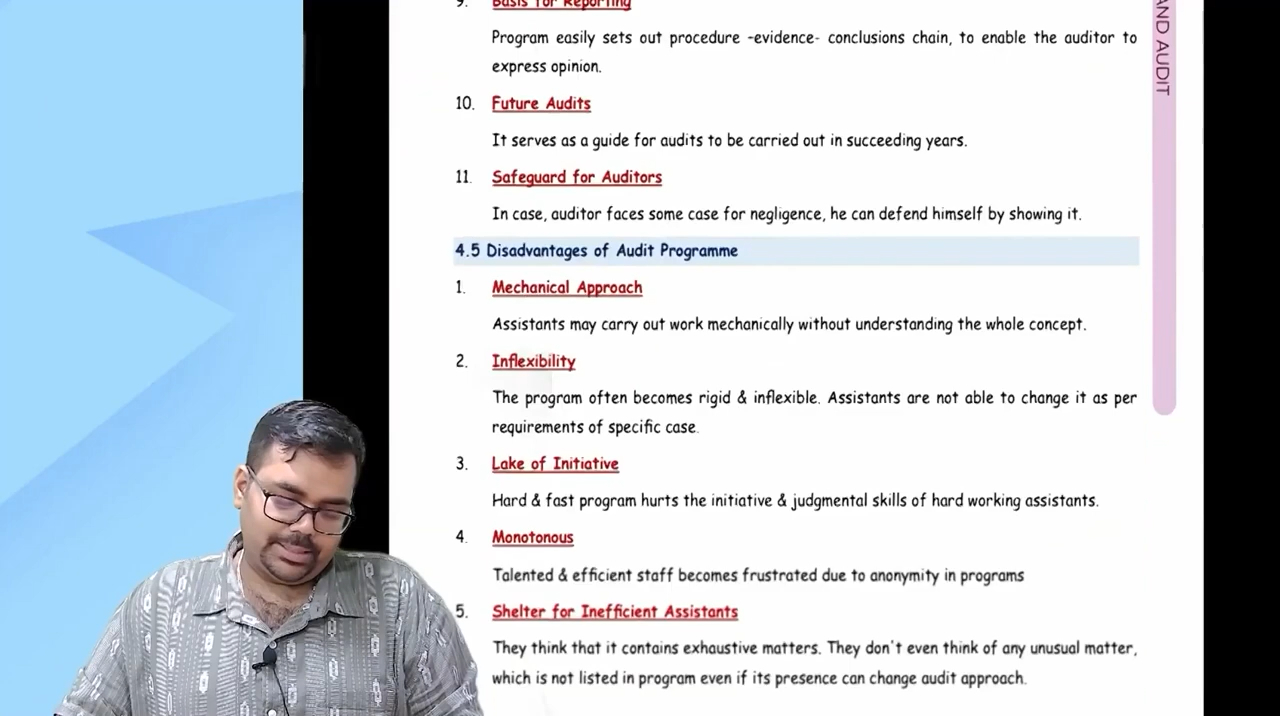 9. Basis for Reporting
Program easily sets out procedure -evidence- conclusions chain, to enable the auditor to
express opinion.
10. Future Audits
It serves as a guide for audits to be carried out in succeeding years.
11. Safeguard for Auditors
In case, auditor faces some case for negligence, he can defend himself by showing it.
4.5 Disadvantages of Audit Programme
1. Mechanical Approach
Assistants may carry out work mechanically without understanding the whole concept.
2. Inflexibility
The program often becomes rigid & inflexible. Assistants are not able to change it as per
requirements of specific case.
3. Lake of Initiative
Hard & fast program hurts the initiative & judgmental skills of hard working assistants.
4. Monotonous
Talented & efficient staff becomes frustrated due to anonymity in programs
5. Shelter for Inefficient Assistants
They think that it contains exhaustive matters. They don't even think of any unusual matter,
which is not listed in program even if its presence can change audit approach.
AND AUDIT